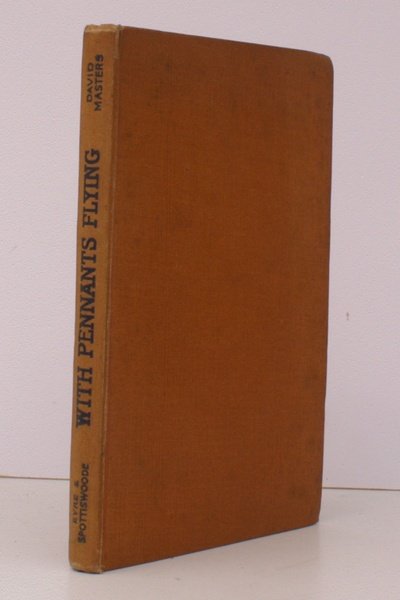 DAVID
MASTERS
WITH PENNANTS FLYING
EYRE &
SPOTTISWOODE